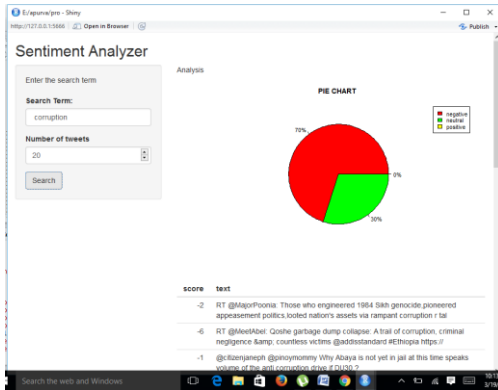 E:/apurva/pro - Shiny
http://127.0.0.1:5666 Open in Browser Publish
Sentiment Analyzer
Enter the search term
Search Term:
corruption
Number of tweets
20
Search
Analysis
PIE CHART
negative
neutral
positive
70%
0%
30%
score text
-2 RT @MajorPoonia: Those who engineered 1984 Sikh genocide,pioneered
appeasement politics,looted nation's assets via rampant corruption r tal
-6 RT @MeetAbel: Qoshe garbage dump collapse: A trail of corruption, criminal
negligence &amp; countless victims @addisstandard #Ethiopia https://
-1 @citizenjaneph @pinoymommy Why Abaya is not yet in jail at this time speaks
volume of the anti corruption drive if DU30 ?
Search the web and Windows